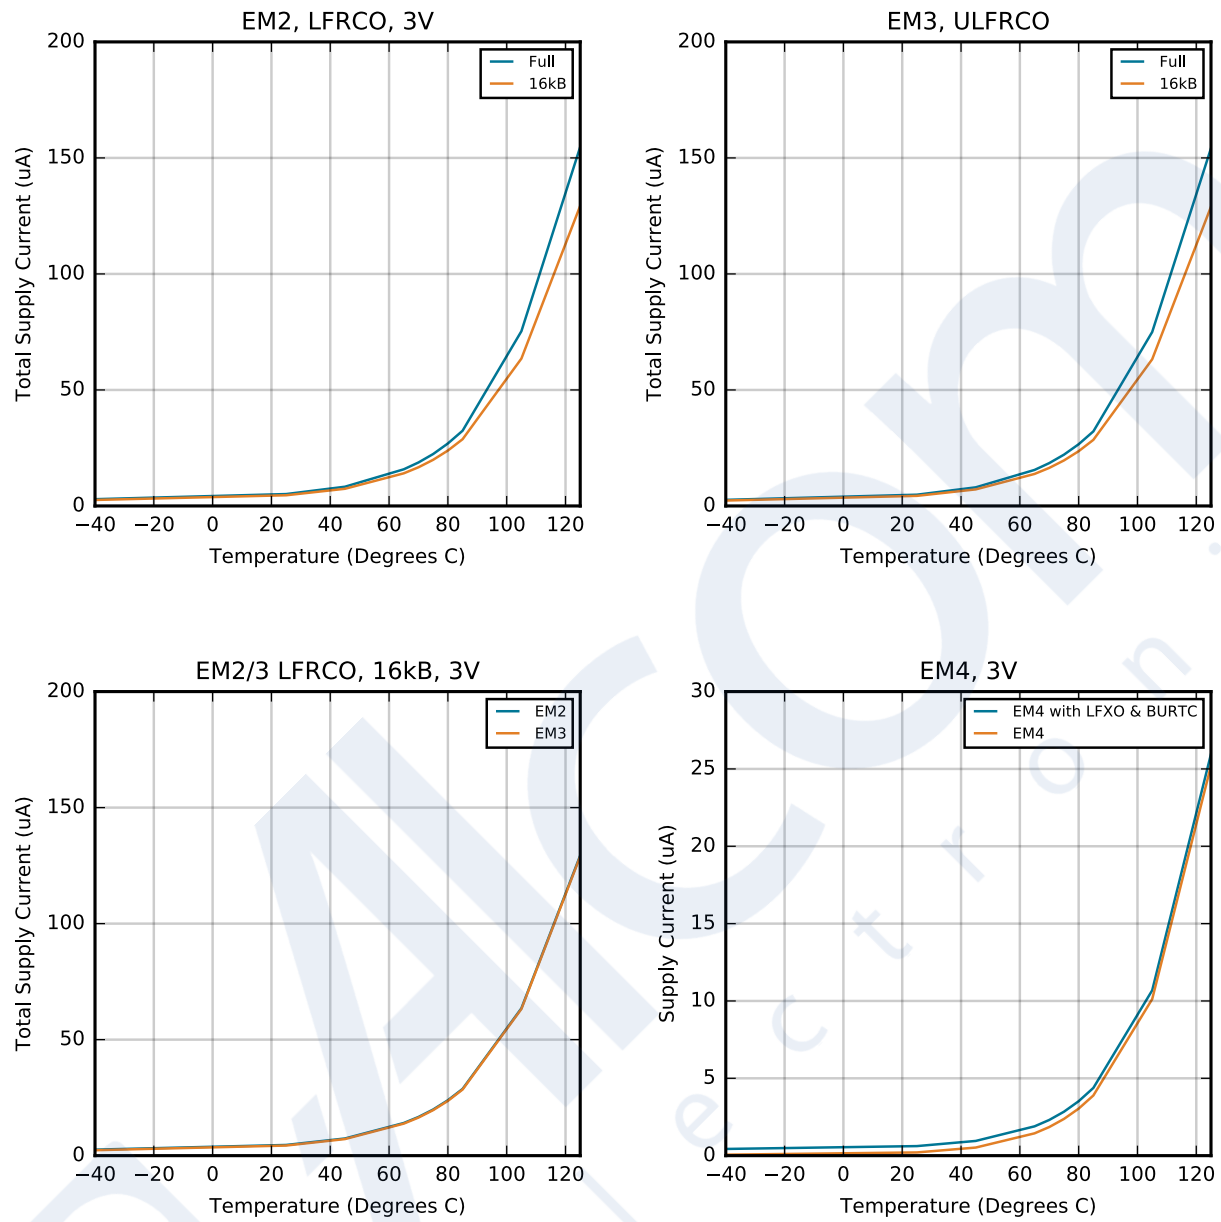 EM2, LFRCO, 3V
200
150
100
50
0
Total Supply Current (uA)
Full
16kB
−40 −20 0 20 40 60 80 100 120
Temperature (Degrees C)
EM3, ULFRCO
200
150
100
50
0
Total Supply Current (uA)
Full
16kB
−40 −20 0 20 40 60 80 100 120
Temperature (Degrees C)
EM2/3 LFRCO, 16kB, 3V
200
150
100
50
0
Total Supply Current (uA)
EM2
EM3
−40 −20 0 20 40 60 80 100 120
Temperature (Degrees C)
EM4, 3V
30
25
20
15
10
5
0
Supply Current (uA)
EM4 with LFXO & BURTC
EM4
−40 −20 0 20 40 60 80 100 120
Temperature (Degrees C)